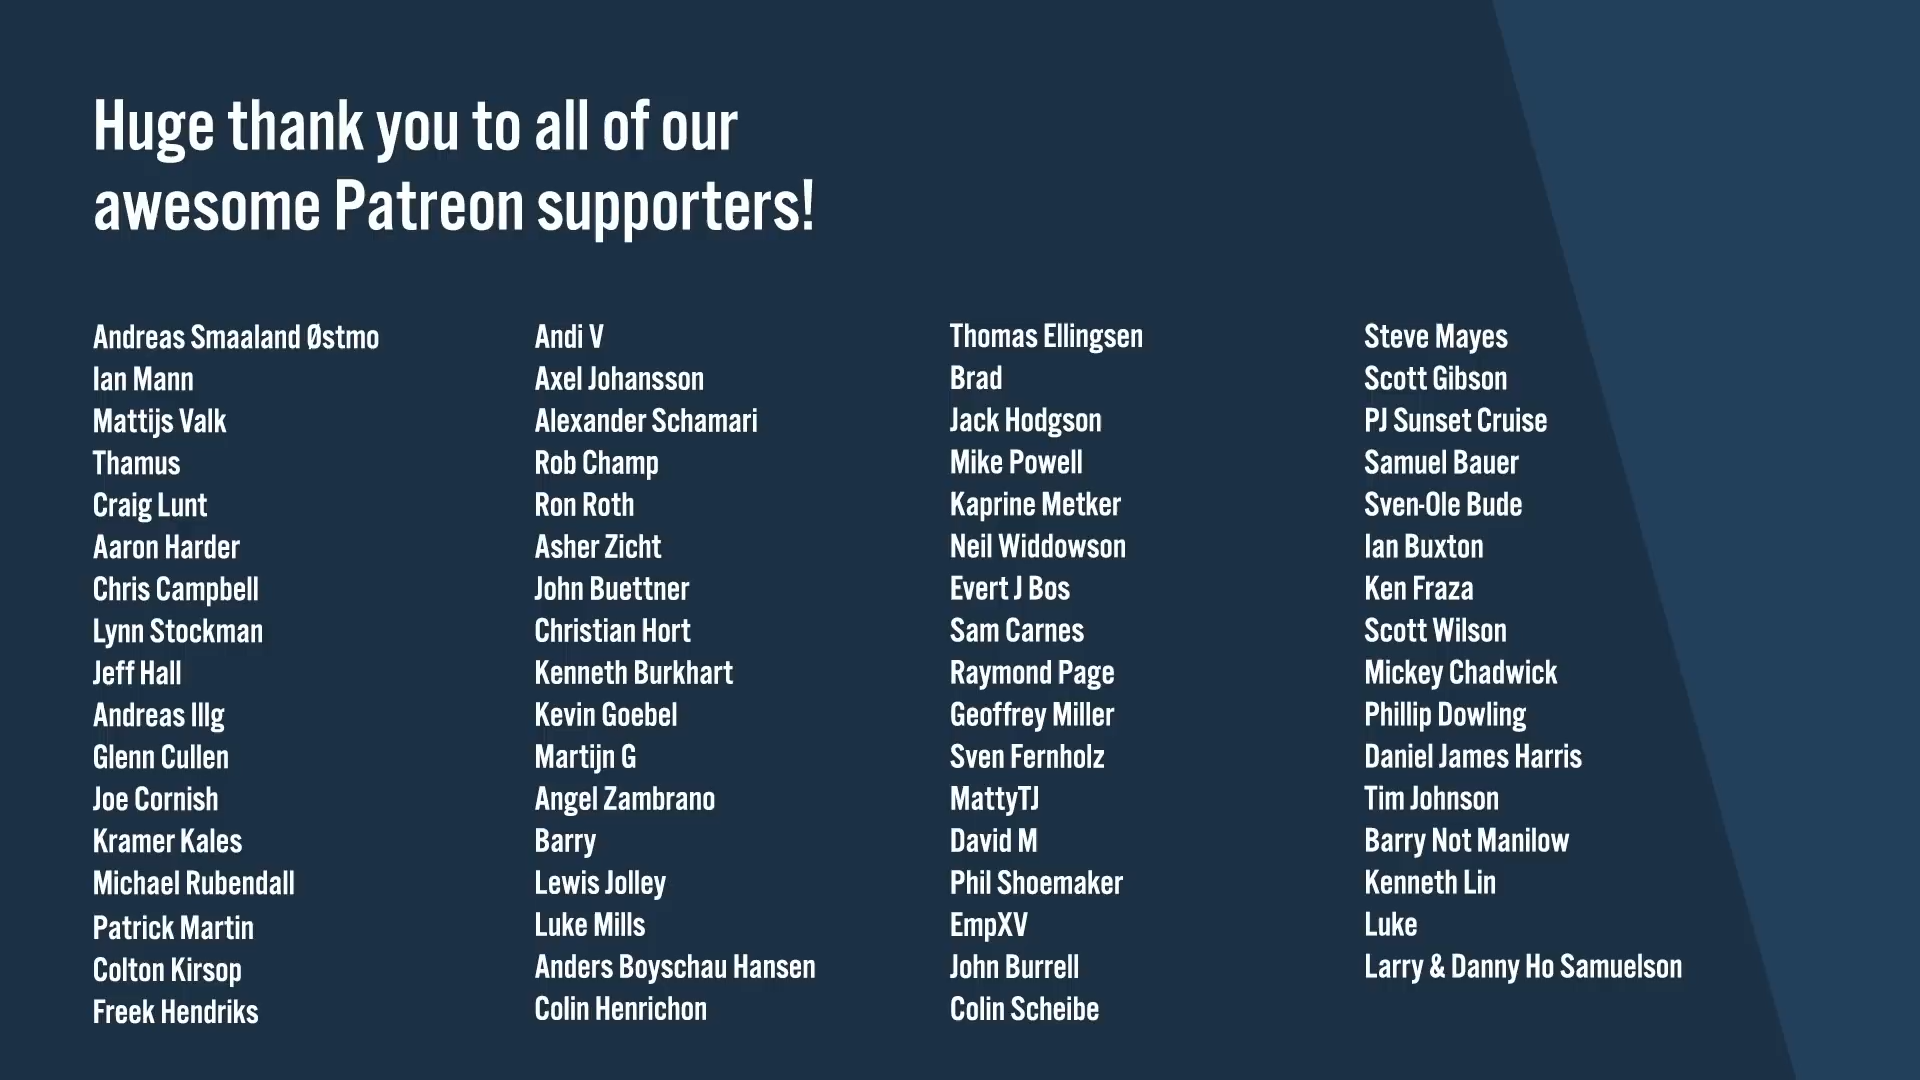 Huge thank you to all of our
awesome Patreon supporters!
Andreas Smaaland Østmo
Ian Mann
Mattijs Valk
Thamus
Craig Lunt
Aaron Harder
Chris Campbell
Lynn Stockman
Jeff Hall
Andreas Illg
Glenn Cullen
Joe Cornish
Kramer Kales
Michael Rubendall
Patrick Martin
Colton Kirsop
Freek Hendriks
Andi V
Axel Johansson
Alexander Schamari
Rob Champ
Ron Roth
Asher Zicht
John Buettner
Christian Hort
Kenneth Burkhart
Kevin Goebel
Martijn G
Angel Zambrano
Barry
Lewis Jolley
Luke Mills
Anders Boyschau Hansen
Colin Henrichon
Thomas Ellingsen
Brad
Jack Hodgson
Mike Powell
Kaprine Metker
Neil Widdowson
Evert J Bos
Sam Carnes
Raymond Page
Geoffrey Miller
Sven Fernholz
MattyTJ
David M
Phil Shoemaker
EmpXV
John Burrell
Colin Scheibe
Steve Mayes
Scott Gibson
PJ Sunset Cruise
Samuel Bauer
Sven-Ole Bude
Ian Buxton
Ken Fraza
Scott Wilson
Mickey Chadwick
Phillip Dowling
Daniel James Harris
Tim Johnson
Barry Not Manilow
Kenneth Lin
Luke
Larry & Danny Ho Samuelson